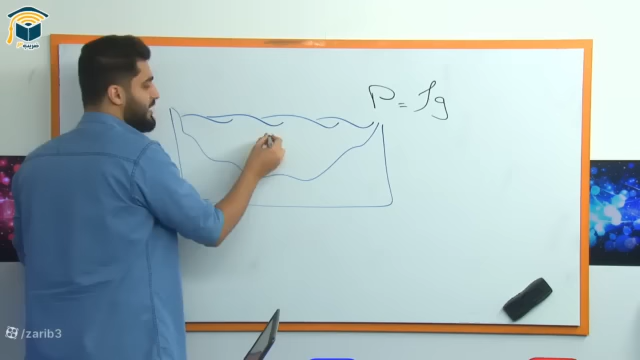 P = ρg
/zarib3